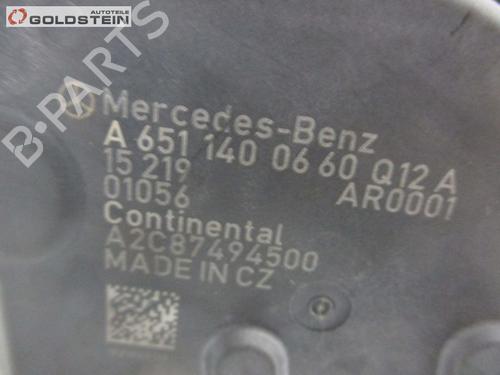 AUTOTEILE
GOLDSTEIN
B-PARTS
Mercedes-Benz
A 651 140 06 60 Q12 A
15 219 AR0001
01056
Continental
A2C87494500
MADE IN CZ